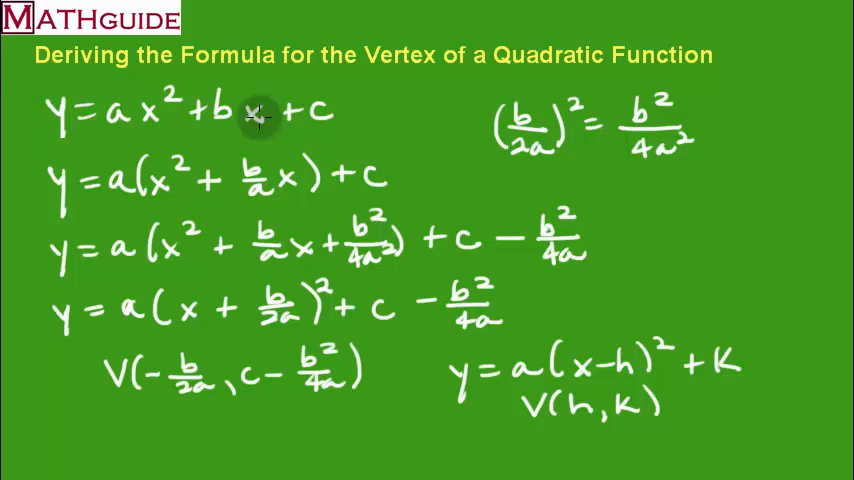 MATHGUIDE
Deriving the Formula for the Vertex of a Quadratic Function
y = ax² + bx + c
(b/2a)² = b²/4a²
y = a(x² + b/a x) + c
y = a(x² + b/a x + b²/4a²) + c - b²/4a
y = a(x + b/2a)² + c - b²/4a
V(-b/2a, c - b²/4a)
y = a(x-h)² + k
V(h, k)